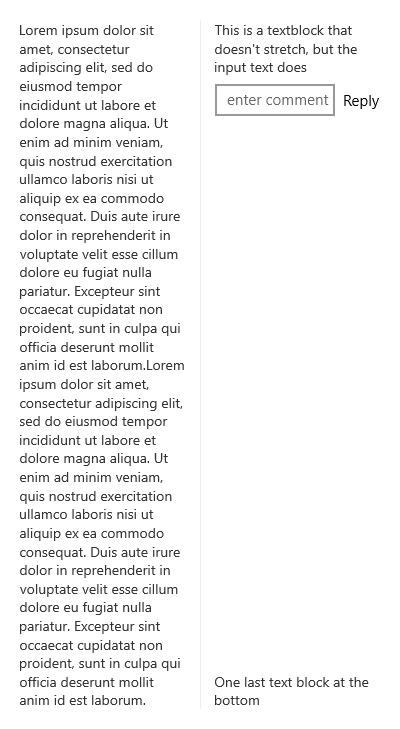 Lorem ipsum dolor sit
amet, consectetur
adipiscing elit, sed do
eiusmod tempor
incididunt ut labore et
dolore magna aliqua. Ut
enim ad minim veniam,
quis nostrud exercitation
ullamco laboris nisi ut
aliquip ex ea commodo
consequat. Duis aute irure
dolor in reprehenderit in
voluptate velit esse cillum
dolore eu fugiat nulla
pariatur. Excepteur sint
occaecat cupidatat non
proident, sunt in culpa qui
officia deserunt mollit
anim id est laborum.Lorem
ipsum dolor sit amet,
consectetur adipiscing elit,
sed do eiusmod tempor
incididunt ut labore et
dolore magna aliqua. Ut
enim ad minim veniam,
quis nostrud exercitation
ullamco laboris nisi ut
aliquip ex ea commodo
consequat. Duis aute irure
dolor in reprehenderit in
voluptate velit esse cillum
dolore eu fugiat nulla
pariatur. Excepteur sint
occaecat cupidatat non
proident, sunt in culpa qui
officia deserunt mollit
anim id est laborum.
This is a textblock that
doesn't stretch, but the
input text does
enter comment Reply
One last text block at the
bottom